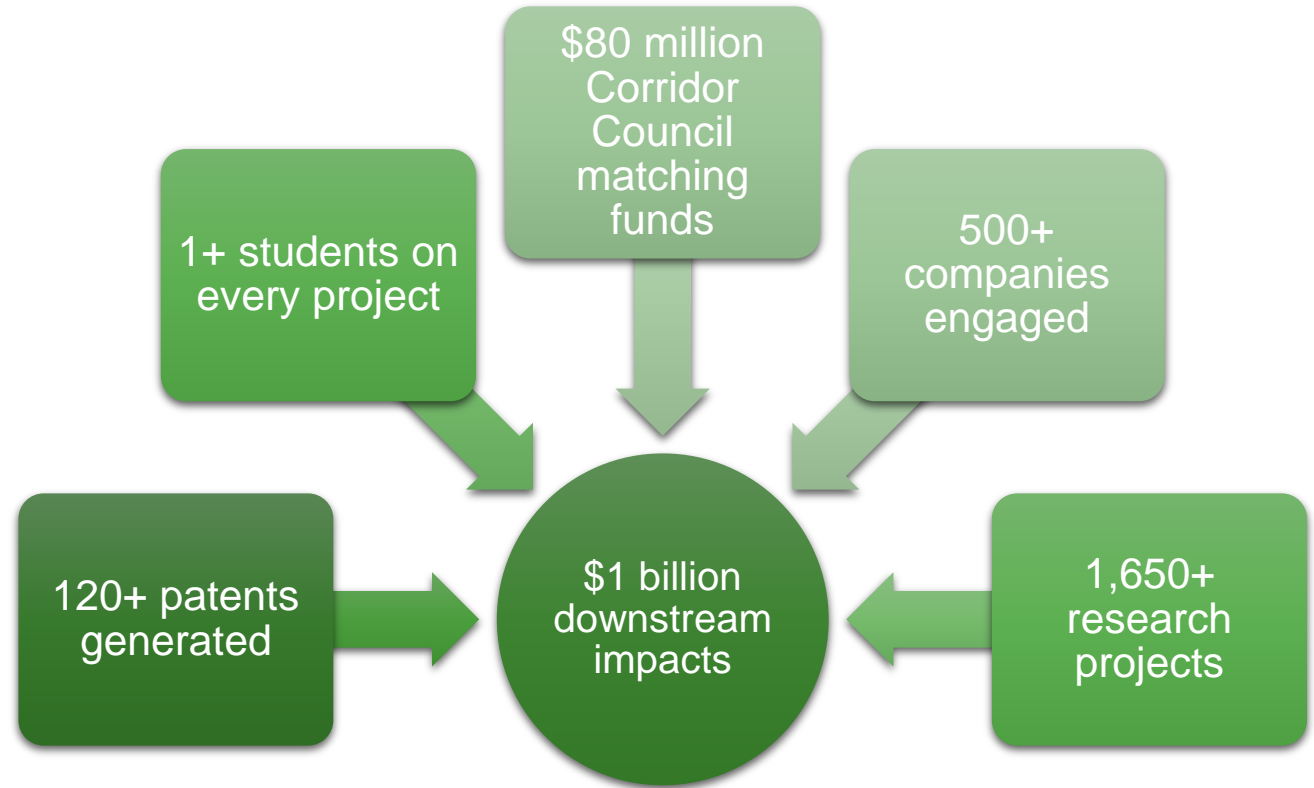 $80 million
Corridor
Council
matching
funds
1+ students on
every project
500+
companies
engaged
120+ patents
generated
$1 billion
downstream
impacts
1,650+
research
projects